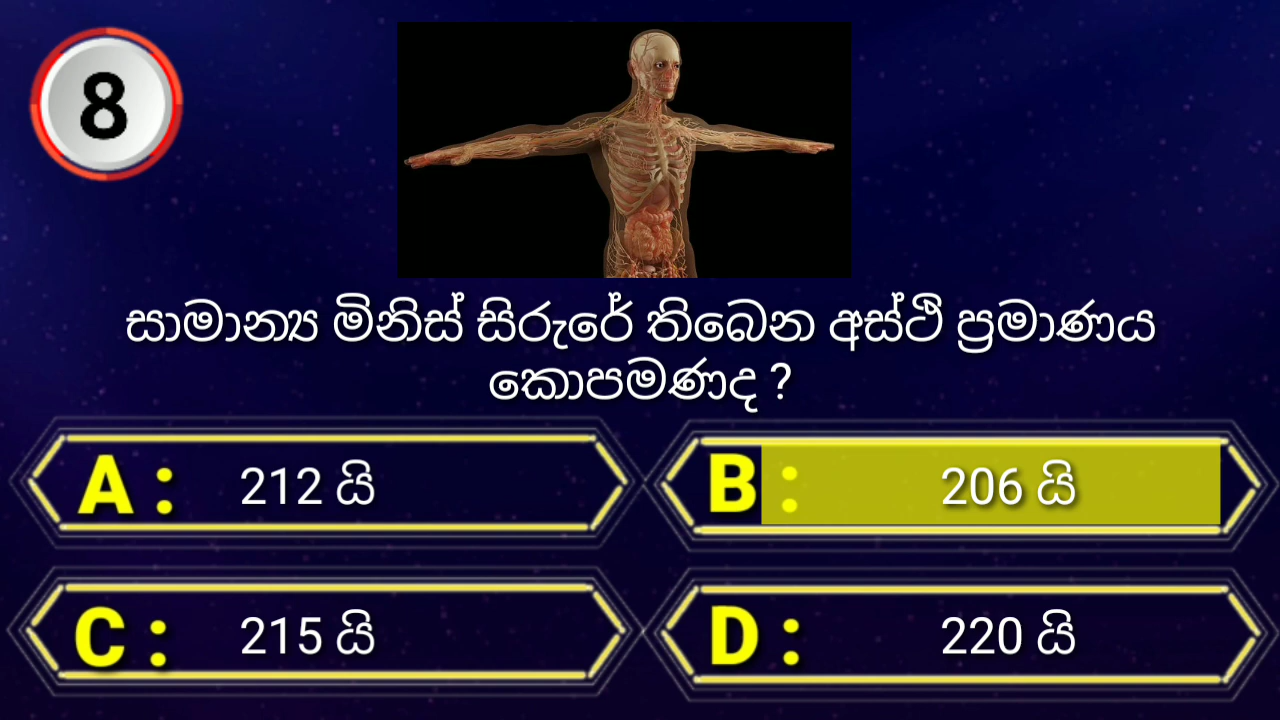 8
සාමාන්‍ය මිනිස් සිරුරේ තිබෙන අස්ථි ප්‍රමාණය
කොපමණද ?
A : 212 යි
B : 206 යි
C : 215 යි
D : 220 යි